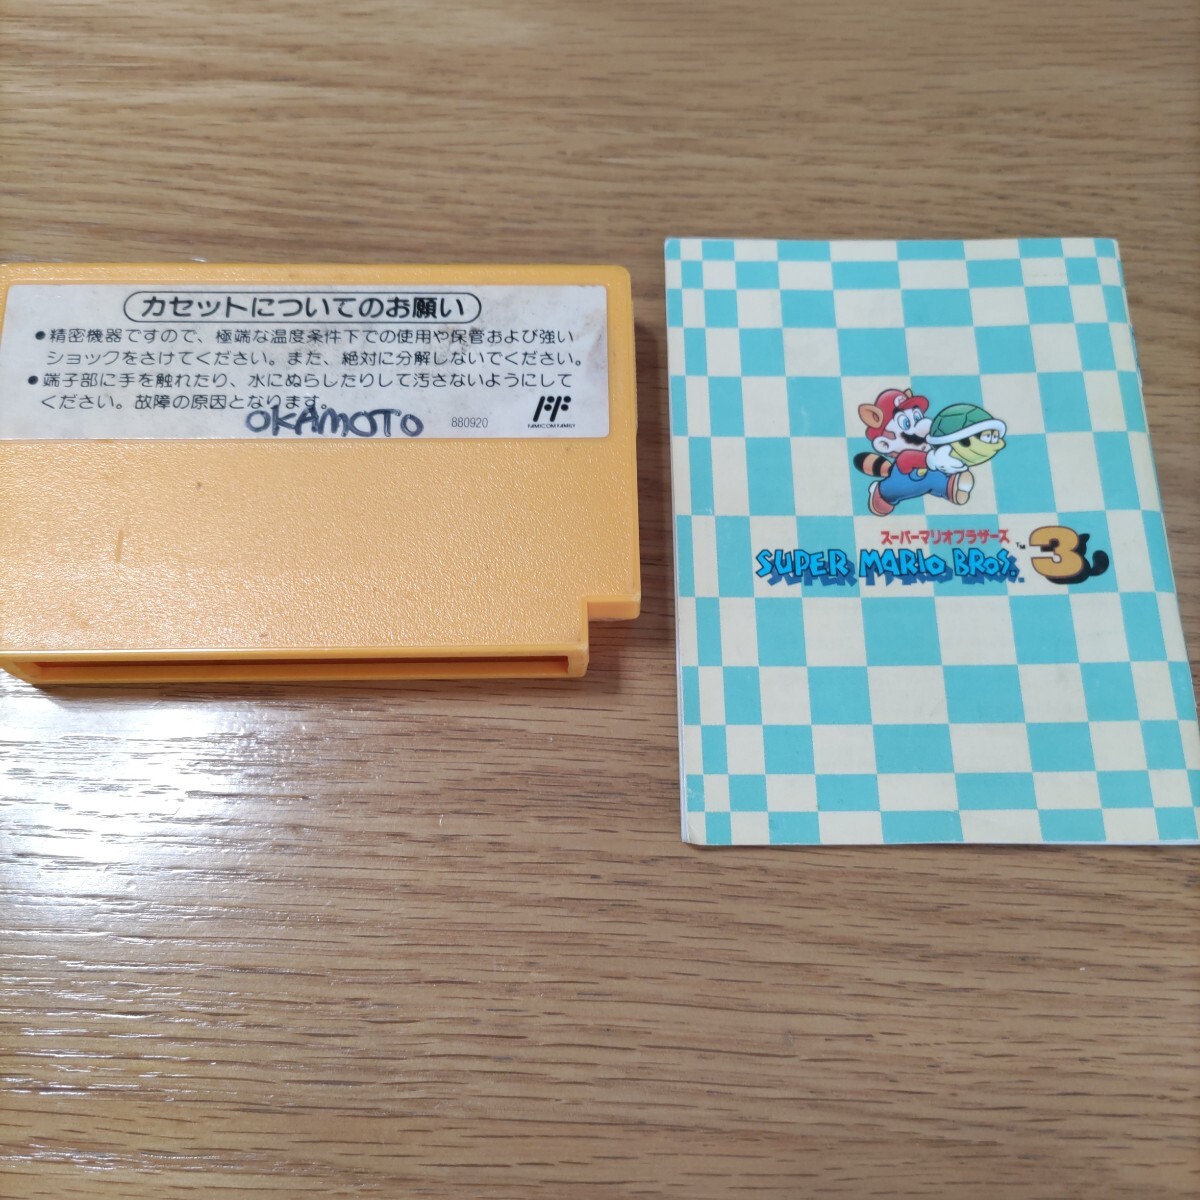 カセットについてのお願い
●精密機器ですので、極端な温度条件下での使用や保管および強い
ショックをさけてください。また、絶対に分解しないでください。
●端子部に手を触れたり、水にぬらしたりして汚さないようにして
ください。故障の原因となります。
OKAMOTO
880920
FAMICOM FAMILY
スーパーマリオブラザーズ
SUPER MARIO BROS.™ 3